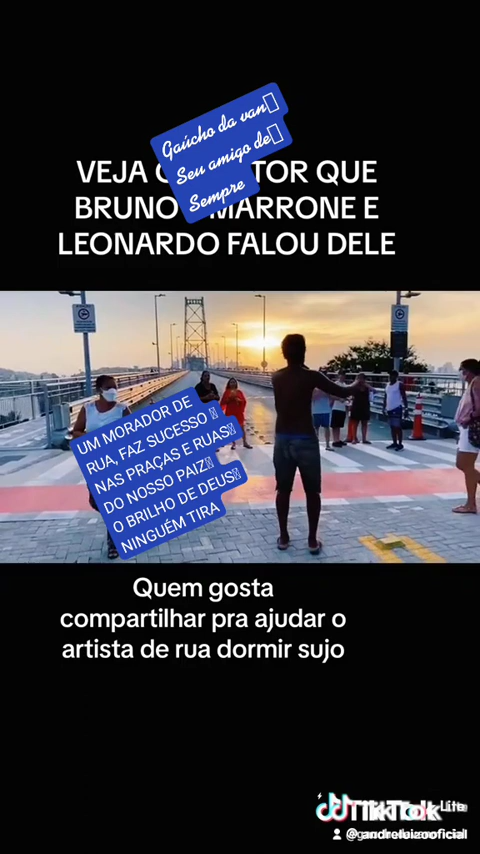 Gaúcho da van
Seu amigo de
Sempre
VEJA O TOR QUE
BRUNO MARRONE E
LEONARDO FALOU DELE
UM MORADOR DE
RUA, FAZ SUCESSO
NAS PRAÇAS E RUAS
DO NOSSO PAIZ
O BRILHO DE DEUS
NINGUÉM TIRA
Quem gosta
compartilhar pra ajudar o
artista de rua dormir sujo
TikTok Lite